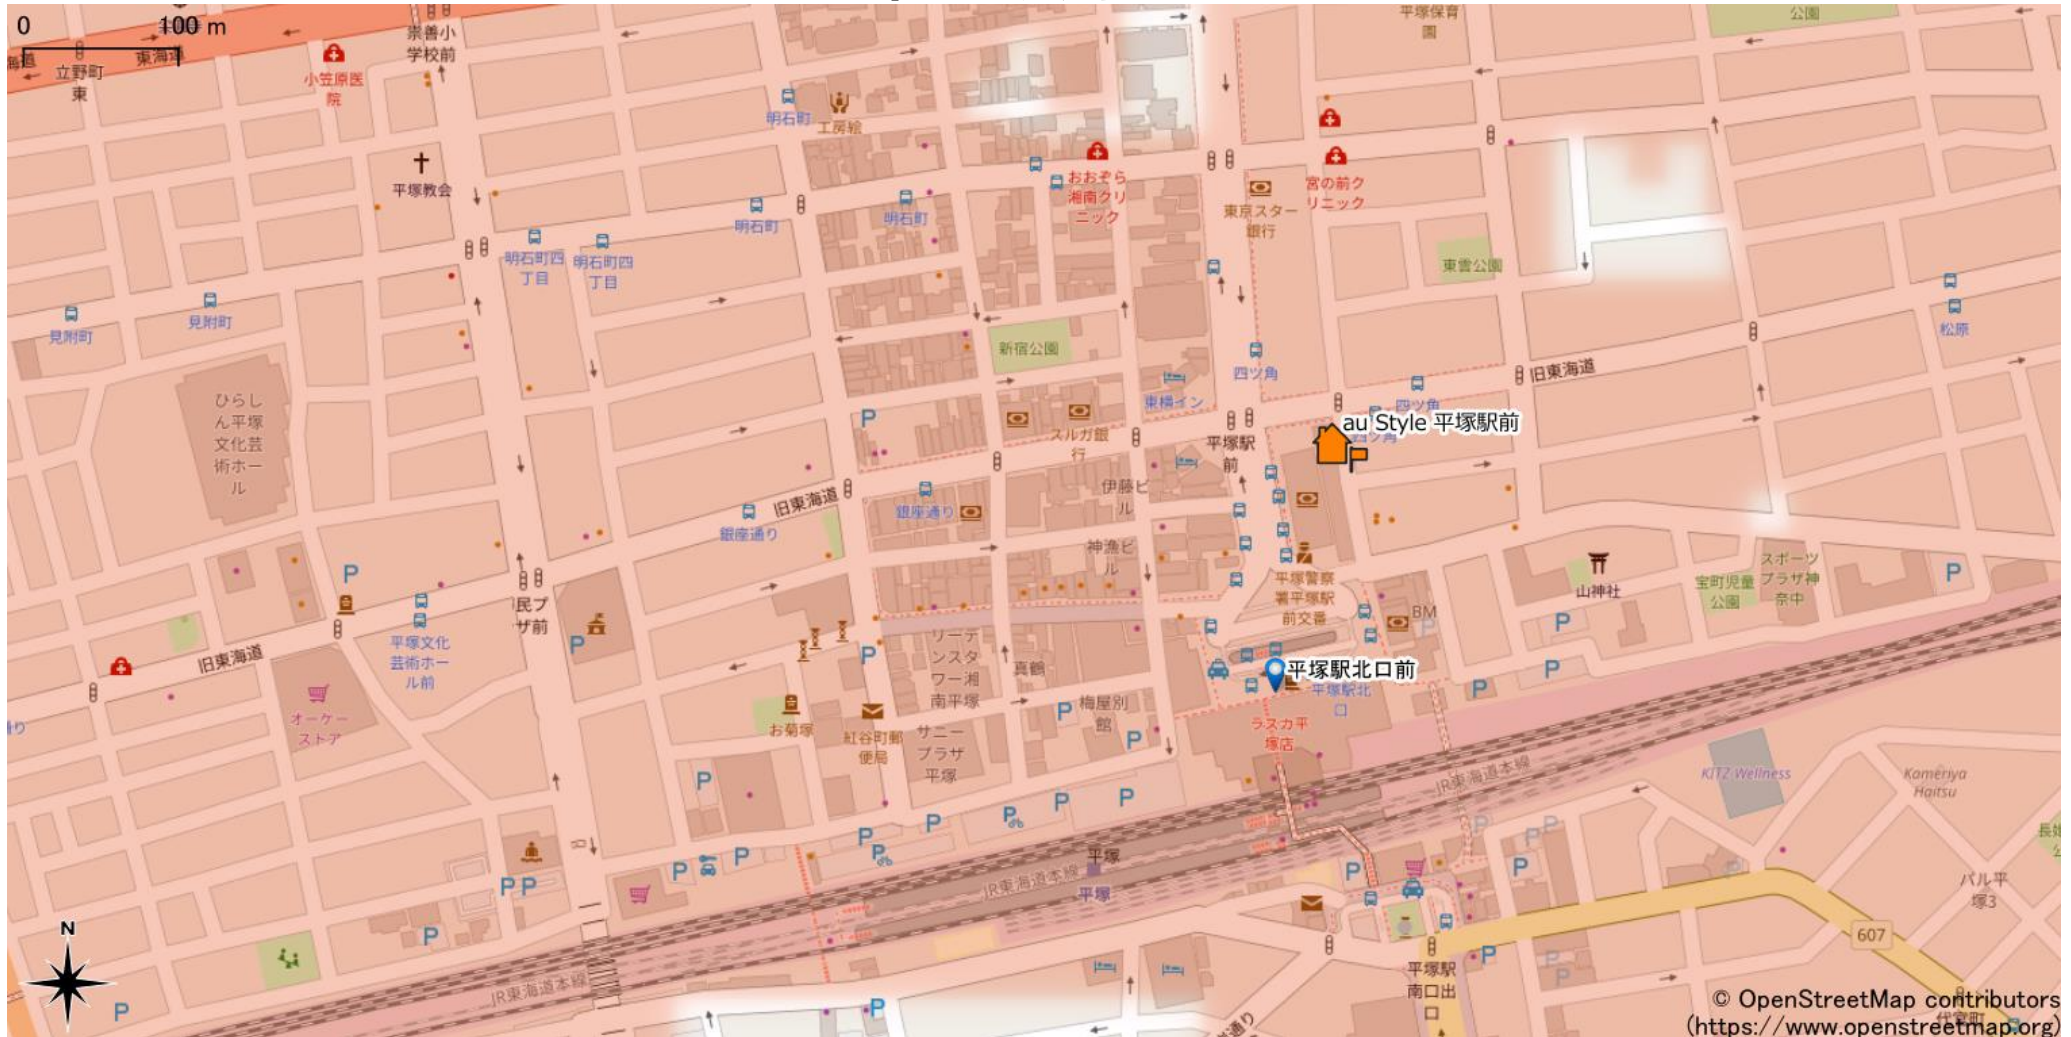 0
100 m
立野町
東
東海道
小笠原医
院
崇善小
学校前
平塚保育
園
公園
明石町
工房絵
平塚教会
おおぞら
湘南クリ
ニック
宮の前ク
リニック
東京スター
銀行
明石町
明石町
明石町四
丁目
明石町四
丁目
東雲公園
見附町
見附町
松原
新宿公園
四ツ角
旧東海道
東横イン
四ツ角
ひらし
ん平塚
文化芸
術ホー
ル
スルガ銀
行
平塚駅
前
au Style 平塚駅前
四ツ角
P
旧東海道
銀座通り
銀座通り
伊藤ビ
ル
神漁ビ
ル
平塚警察
署平塚駅
前交番
BM
山神社
宝町児童
公園
スポーツ
プラザ神
奈中
P
P
P
P
P
P
平塚文化
芸術ホー
ル前
旧東海道
リーデ
ンスタ
ワー湘
南平塚
真鶴
平塚駅北口前
平塚駅北
口
オーケー
ストア
お菊塚
紅谷町郵
便局
サニー
プラザ
平塚
梅屋別
館
P
P
ラスカ平
塚店
P
P
P
P
P
P
P
JR東海道本線
KITZ Wellness
Kameriya
Haitsu
P
P
P
平塚
平塚
JR東海道本線
P
P
P
P
P
パル平
塚3
607
N
P
P
JR東海道本線
P
P
平塚駅
南口出
口
© OpenStreetMap contributors
(https://www.openstreetmap.org)